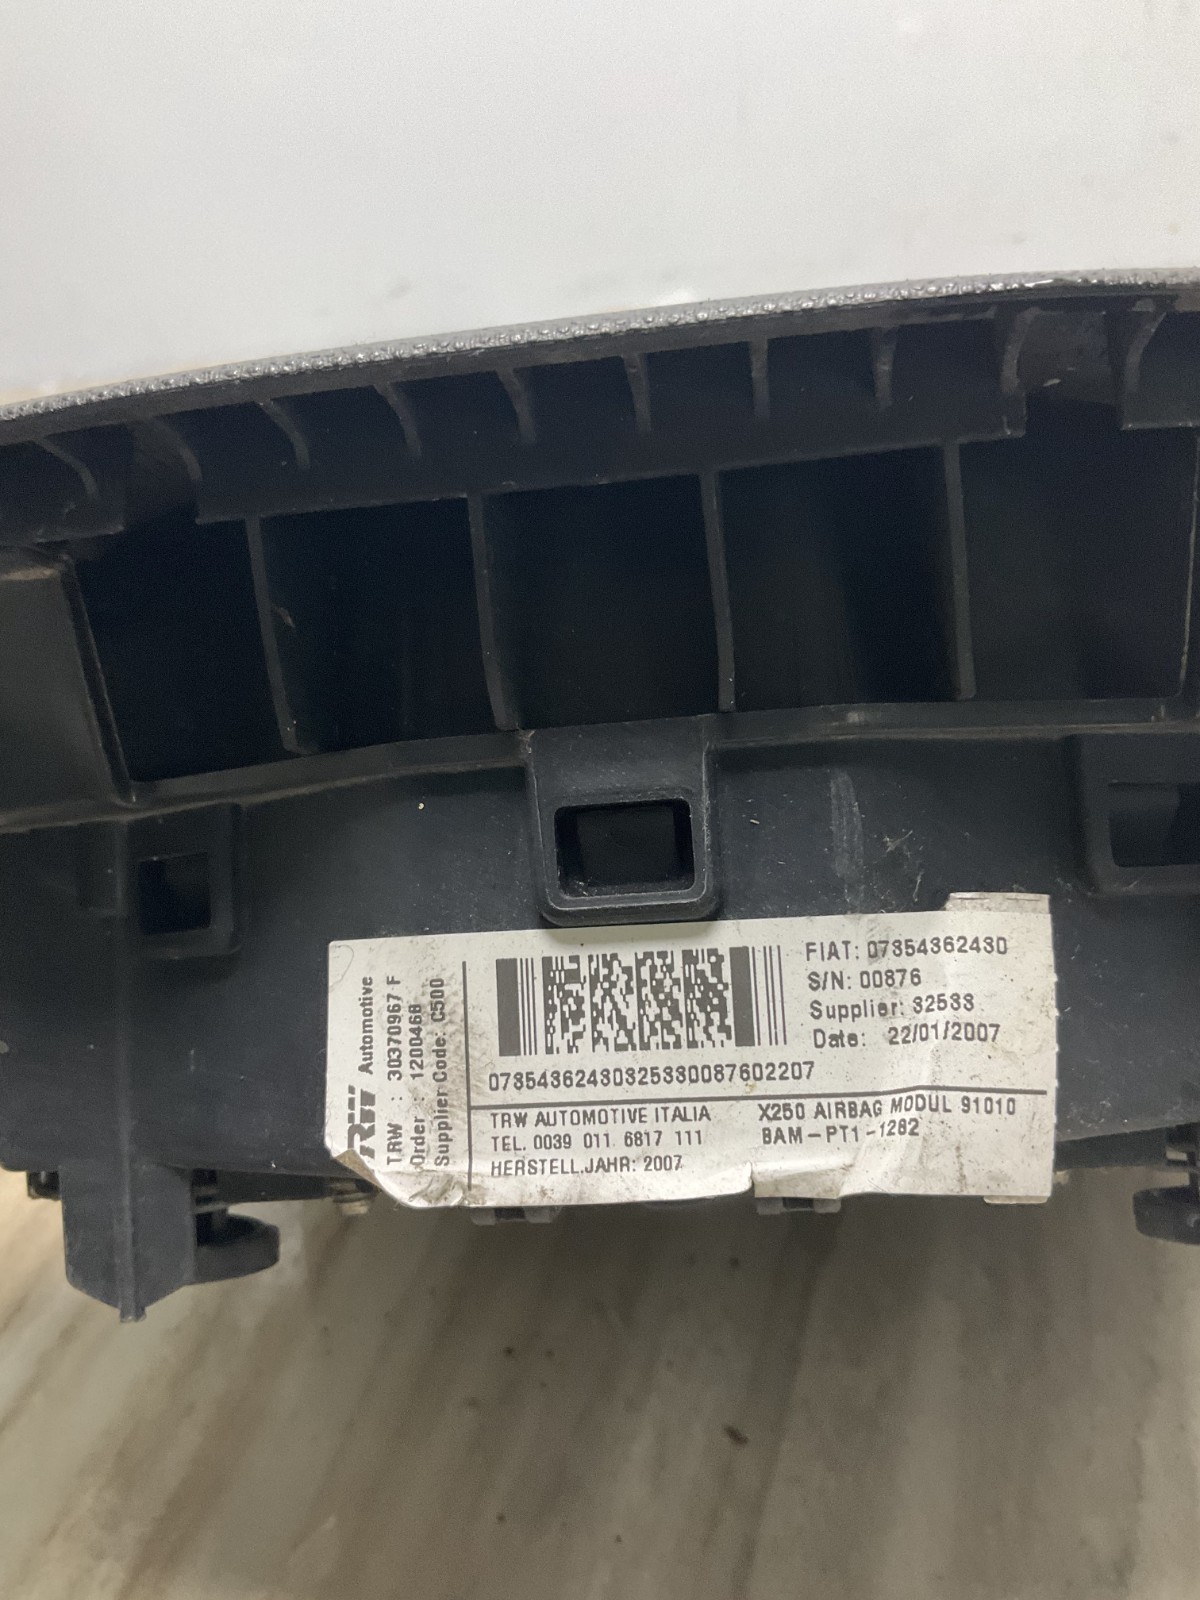 TRW Automotive
TRW : 30370967 F
Order : 1200468
Supplier Code: C500
FIAT: 07354362430
S/N: 00876
Supplier: 32533
Date: 22/01/2007
07354362430325330087602207
TRW AUTOMOTIVE ITALIA
TEL. 0039 011 6817 111
HERSTELL.JAHR: 2007
X250 AIRBAG MODUL 91010
BAM-PT1-1282